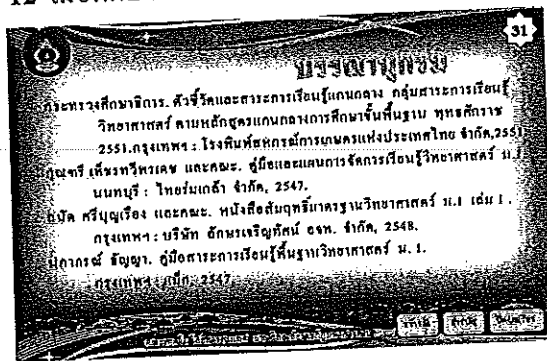 31
บรรณานุกรม
กระทรวงศึกษาธิการ. ตัวชี้วัดและสาระการเรียนรู้แกนกลาง กลุ่มสาระการเรียนรู้
วิทยาศาสตร์ ตามหลักสูตรแกนกลางการศึกษาขั้นพื้นฐาน พุทธศักราช
2551.กรุงเทพฯ : โรงพิมพ์สหกรณ์การเกษตรแห่งประเทศไทย จำกัด,2551
เพ็ชรทวีพรเดช และคณะ. คู่มือและแผนการจัดการเรียนรู้วิทยาศาสตร์ ม.1
นนทบุรี : ไทยร่มเกล้า จำกัด, 2547.
ศรีบุญเรือง และคณะ. หนังสือสัมฤทธิ์มาตรฐานวิทยาศาสตร์ ม.1 เล่ม 1.
กรุงเทพฯ : บริษัท อักษรเจริญทัศน์ อจท. จำกัด, 2548.
ธัญญา. คู่มือสาระการเรียนรู้พื้นฐานวิทยาศาสตร์ ม. 1.
กรุงเทพฯ : 2547